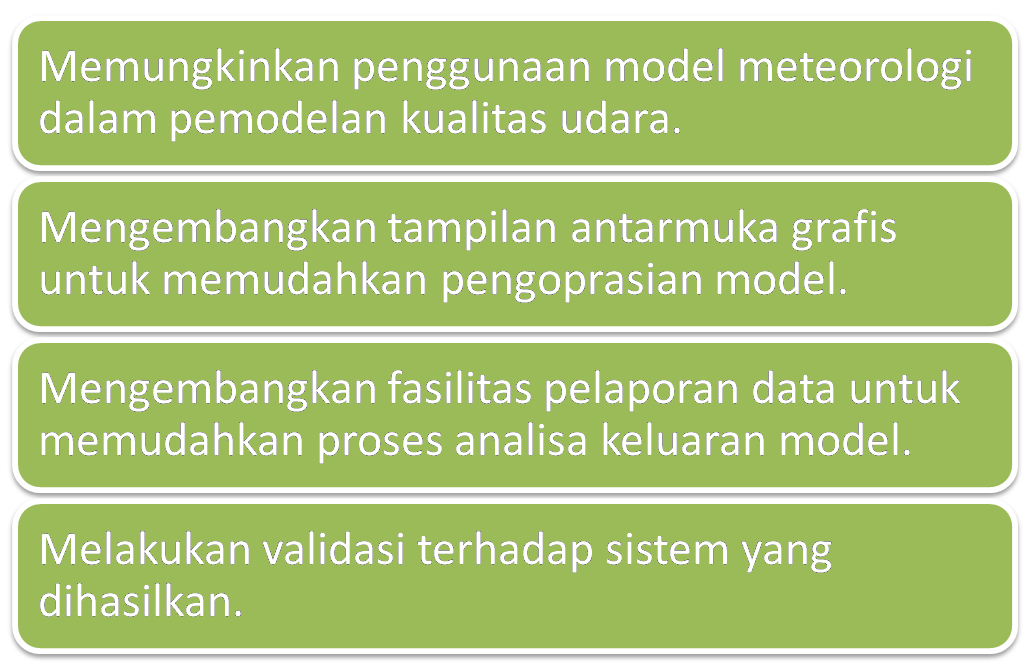 Memungkinkan penggunaan model meteorologi
dalam pemodelan kualitas udara.
Mengembangkan tampilan antarmuka grafis
untuk memudahkan pengoprasian model.
Mengembangkan fasilitas pelaporan data untuk
memudahkan proses analisa keluaran model.
Melakukan validasi terhadap sistem yang
dihasilkan.